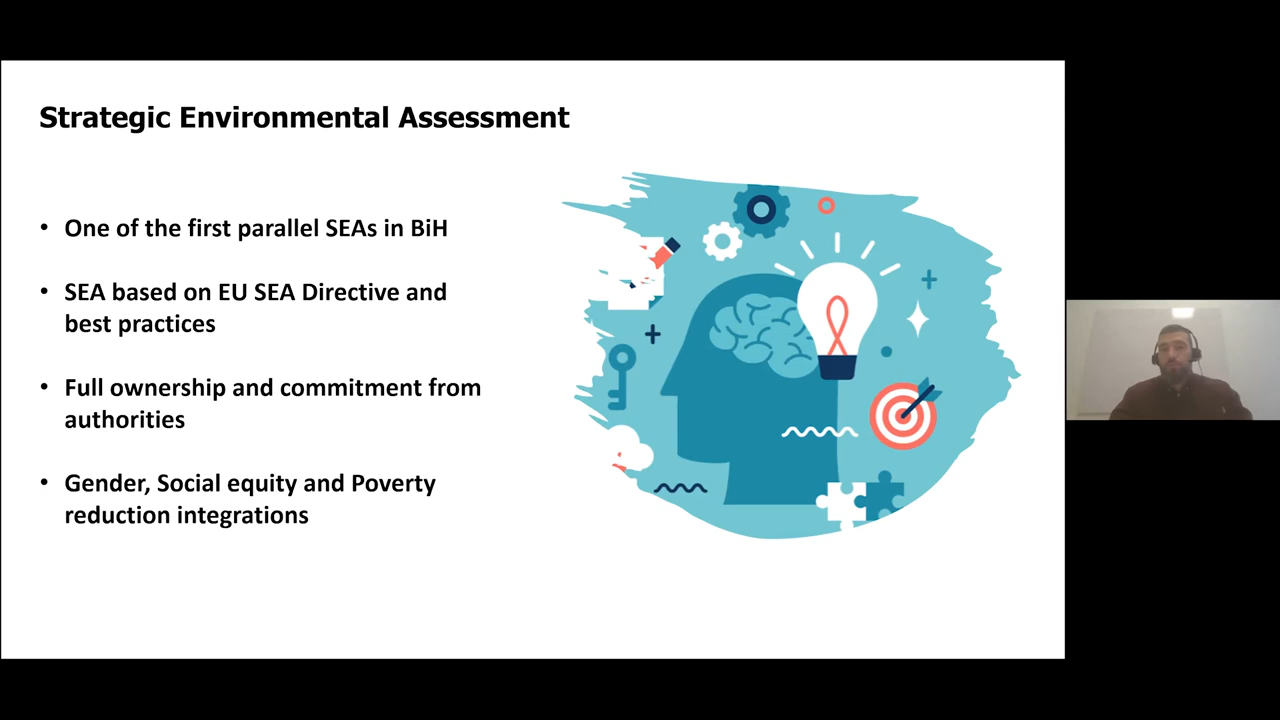 Strategic Environmental Assessment
• One of the first parallel SEAs in BiH
• SEA based on EU SEA Directive and
best practices
• Full ownership and commitment from
authorities
• Gender, Social equity and Poverty
reduction integrations